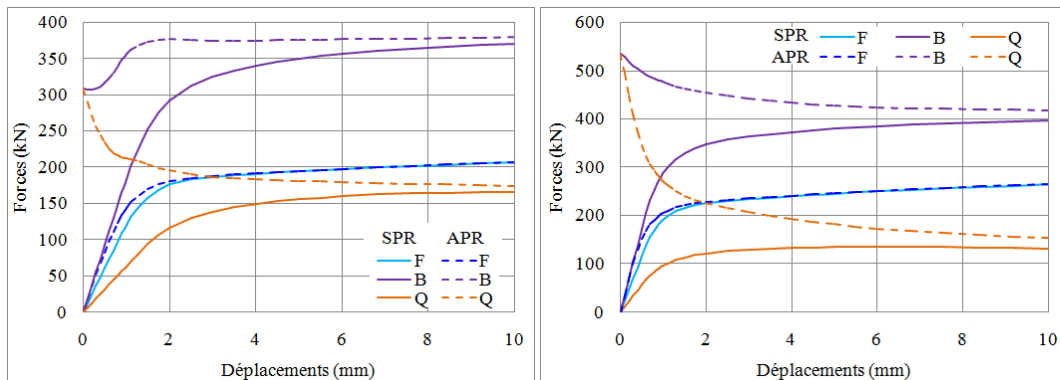 400
350
300
250
200
150
100
50
0
Forces (kN)
SPR APR
F F
B B
Q Q
0 2 4 6 8 10
Déplacements (mm)
600
500
400
300
200
100
0
Forces (kN)
SPR F B Q
APR F B Q
0 2 4 6 8 10
Déplacements (mm)